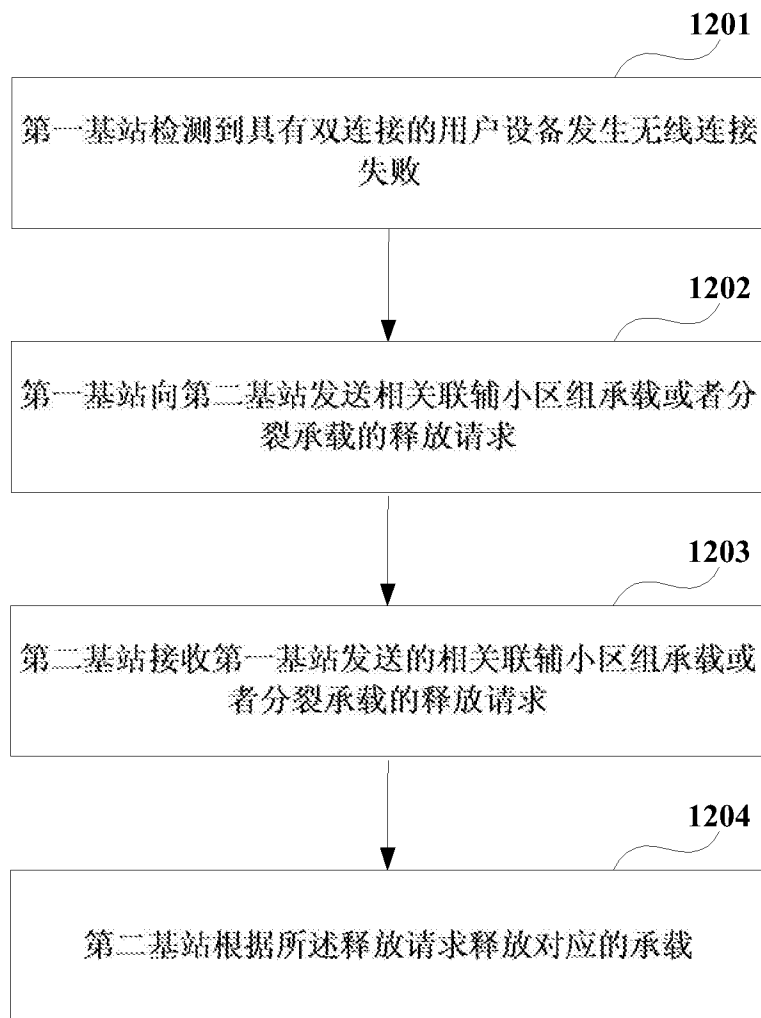 1201
第一基站检测到具有双连接的用户设备发生无线连接
失败
1202
第一基站向第二基站发送相关联辅小区组承载或者分
裂承载的释放请求
1203
第二基站接收第一基站发送的相关联辅小区组承载或
者分裂承载的释放请求
1204
第二基站根据所述释放请求释放对应的承载